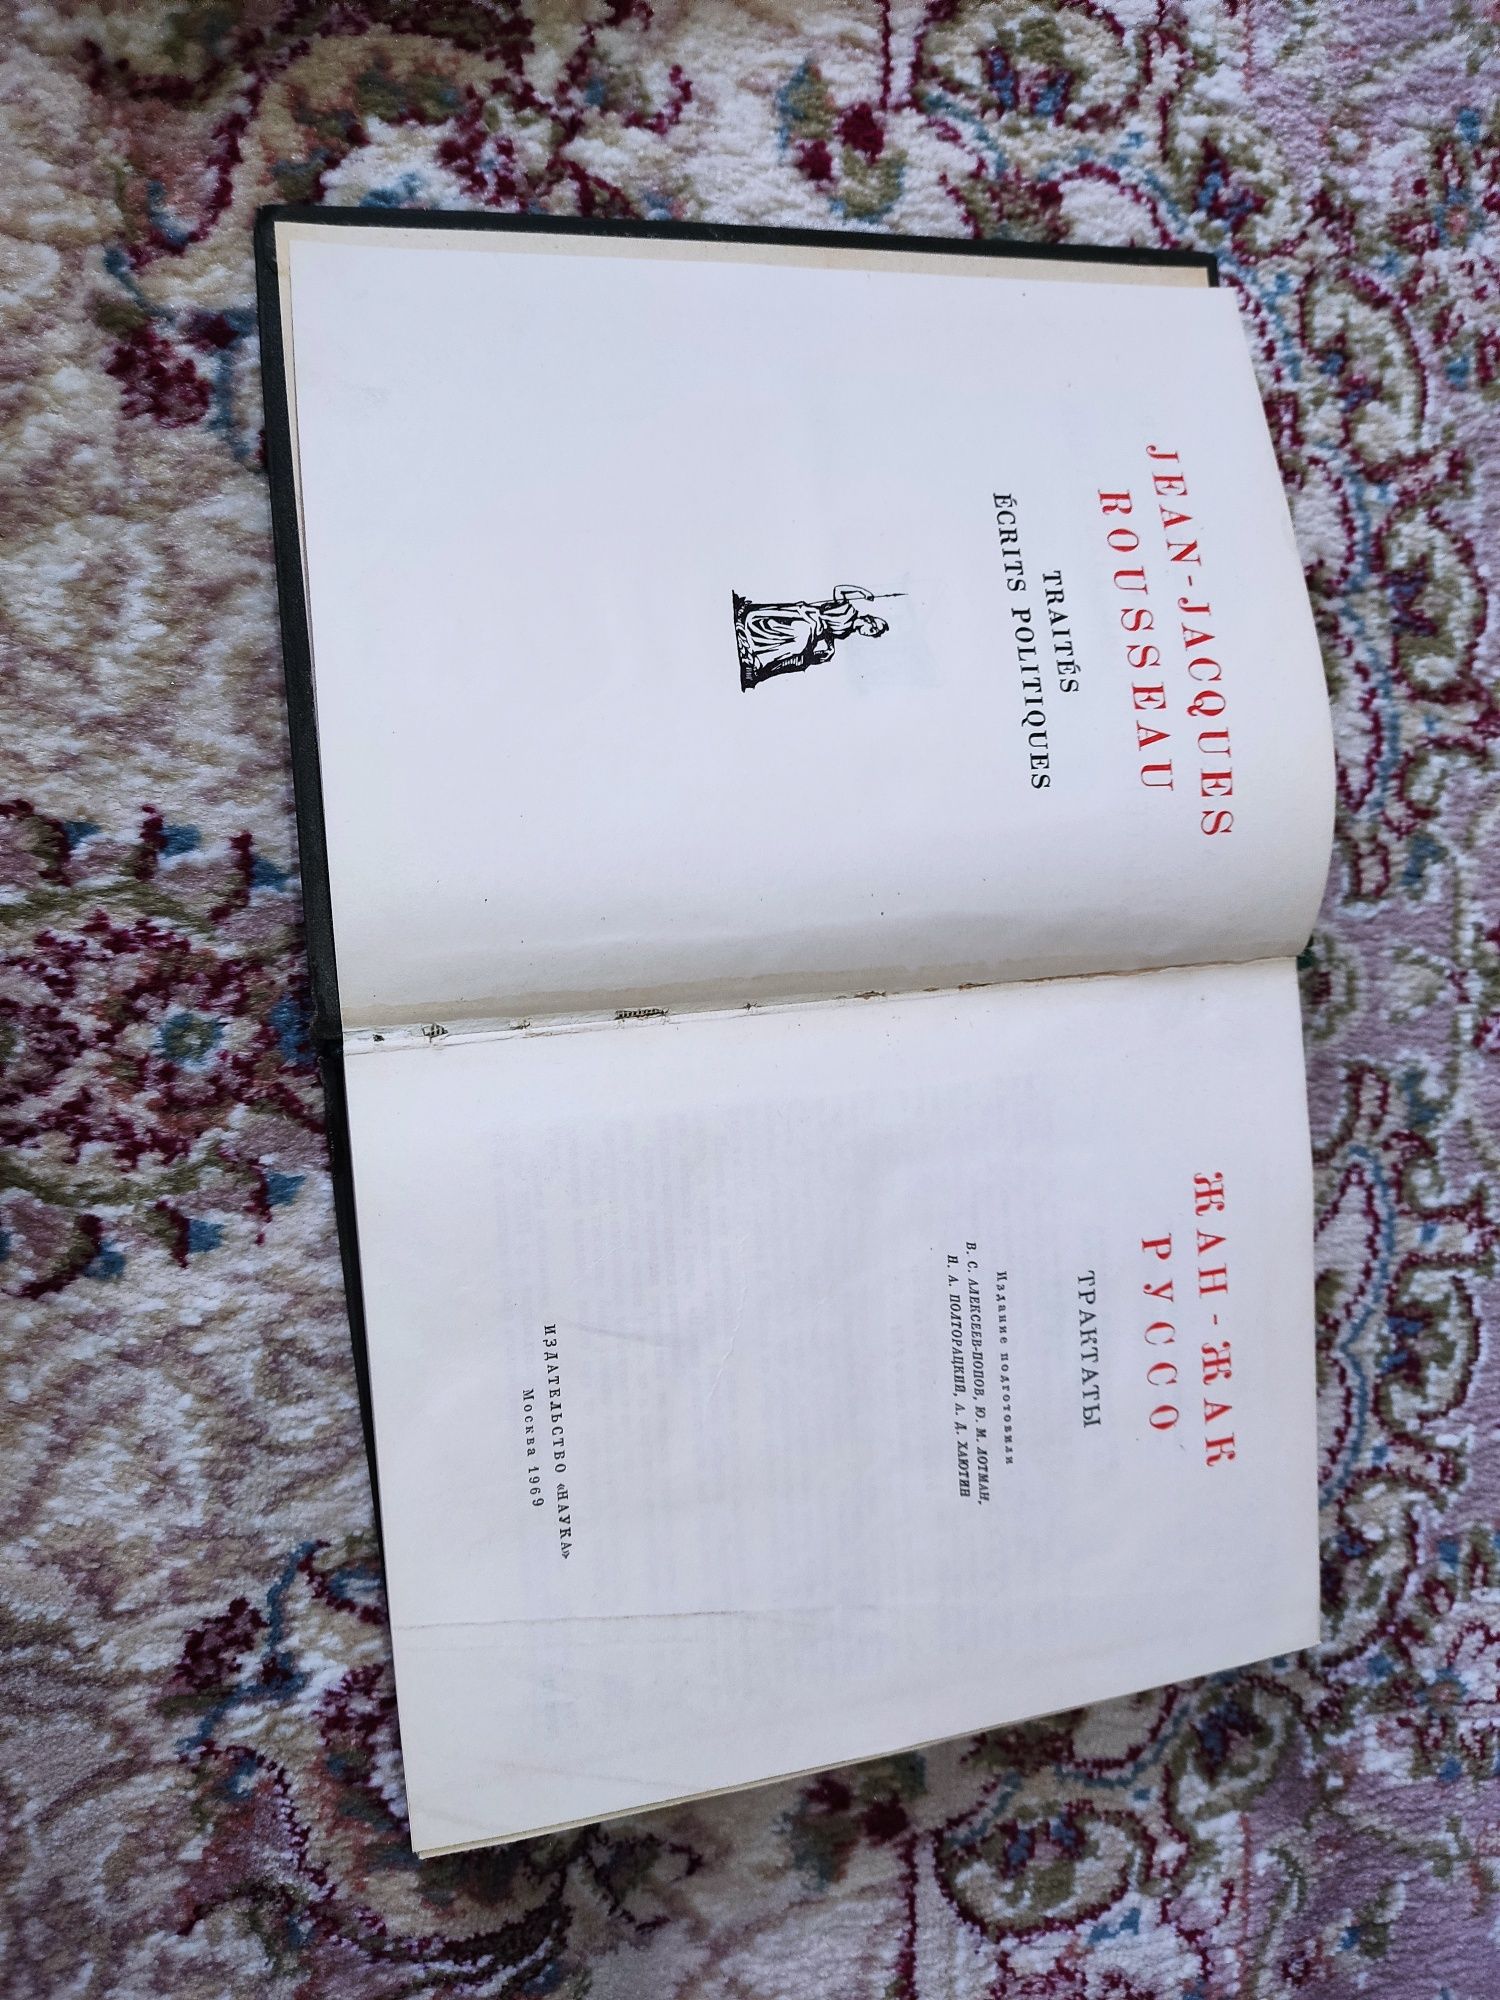 JEAN-JACQUES
ROUSSEAU
TRAITÉS
ÉCRITS POLITIQUES
ЖАН-ЖАК
РУССО
ТРАКТАТЫ
Издание подготовили
В. С. АЛЕКСЕЕВ-ПОПОВ, Ю. М. ЛОТМАН,
Н. А. ПОЛТОРАЦКИЙ, А. Д. ХАЮТИН
ИЗДАТЕЛЬСТВО «НАУКА»
Москва 1969